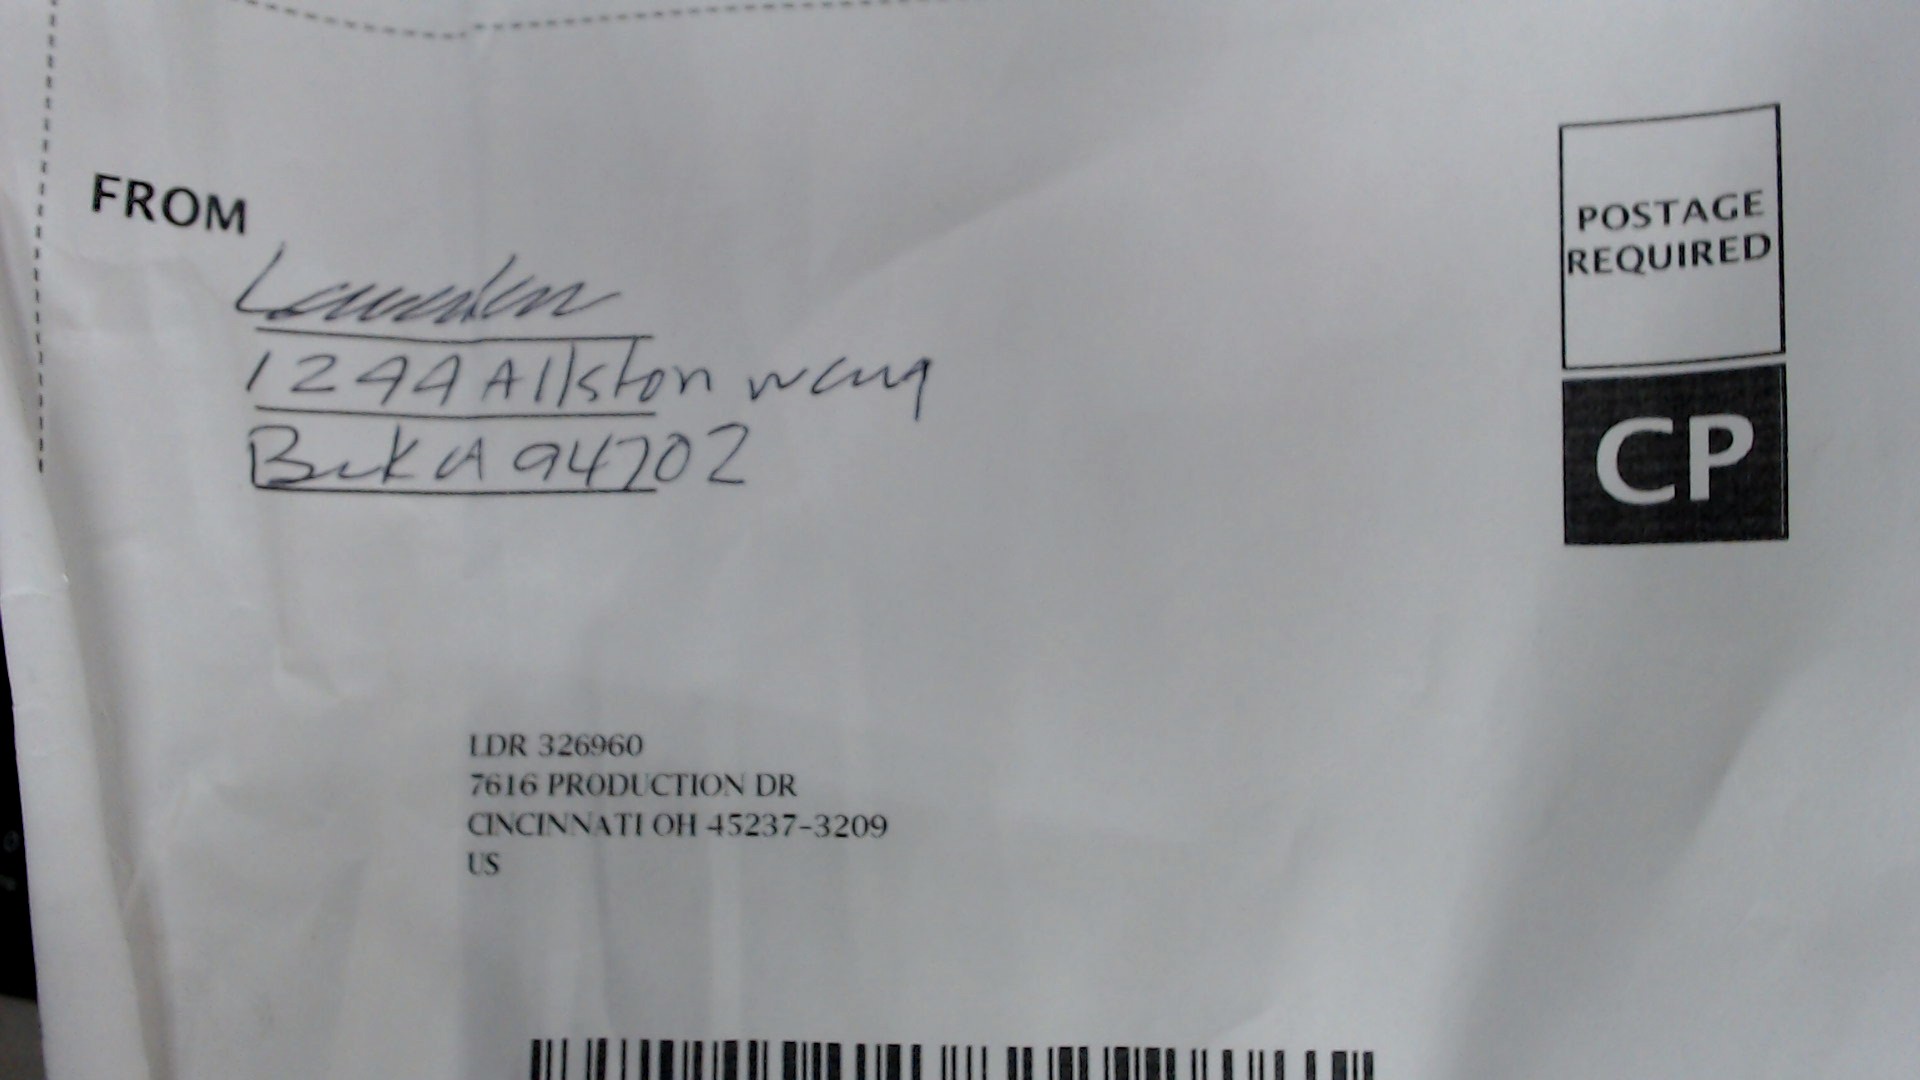 FROM
1244 Allston way
Berk CA 94702
POSTAGE
REQUIRED
CP
LDR 326960
7616 PRODUCTION DR
CINCINNATI OH 45237-3209
US